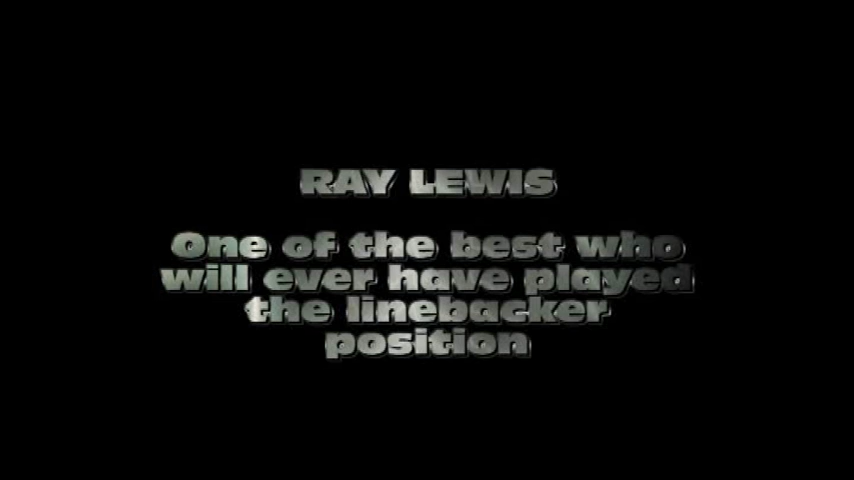 RAY LEWIS
One of the best who
will ever have played
the linebacker
position